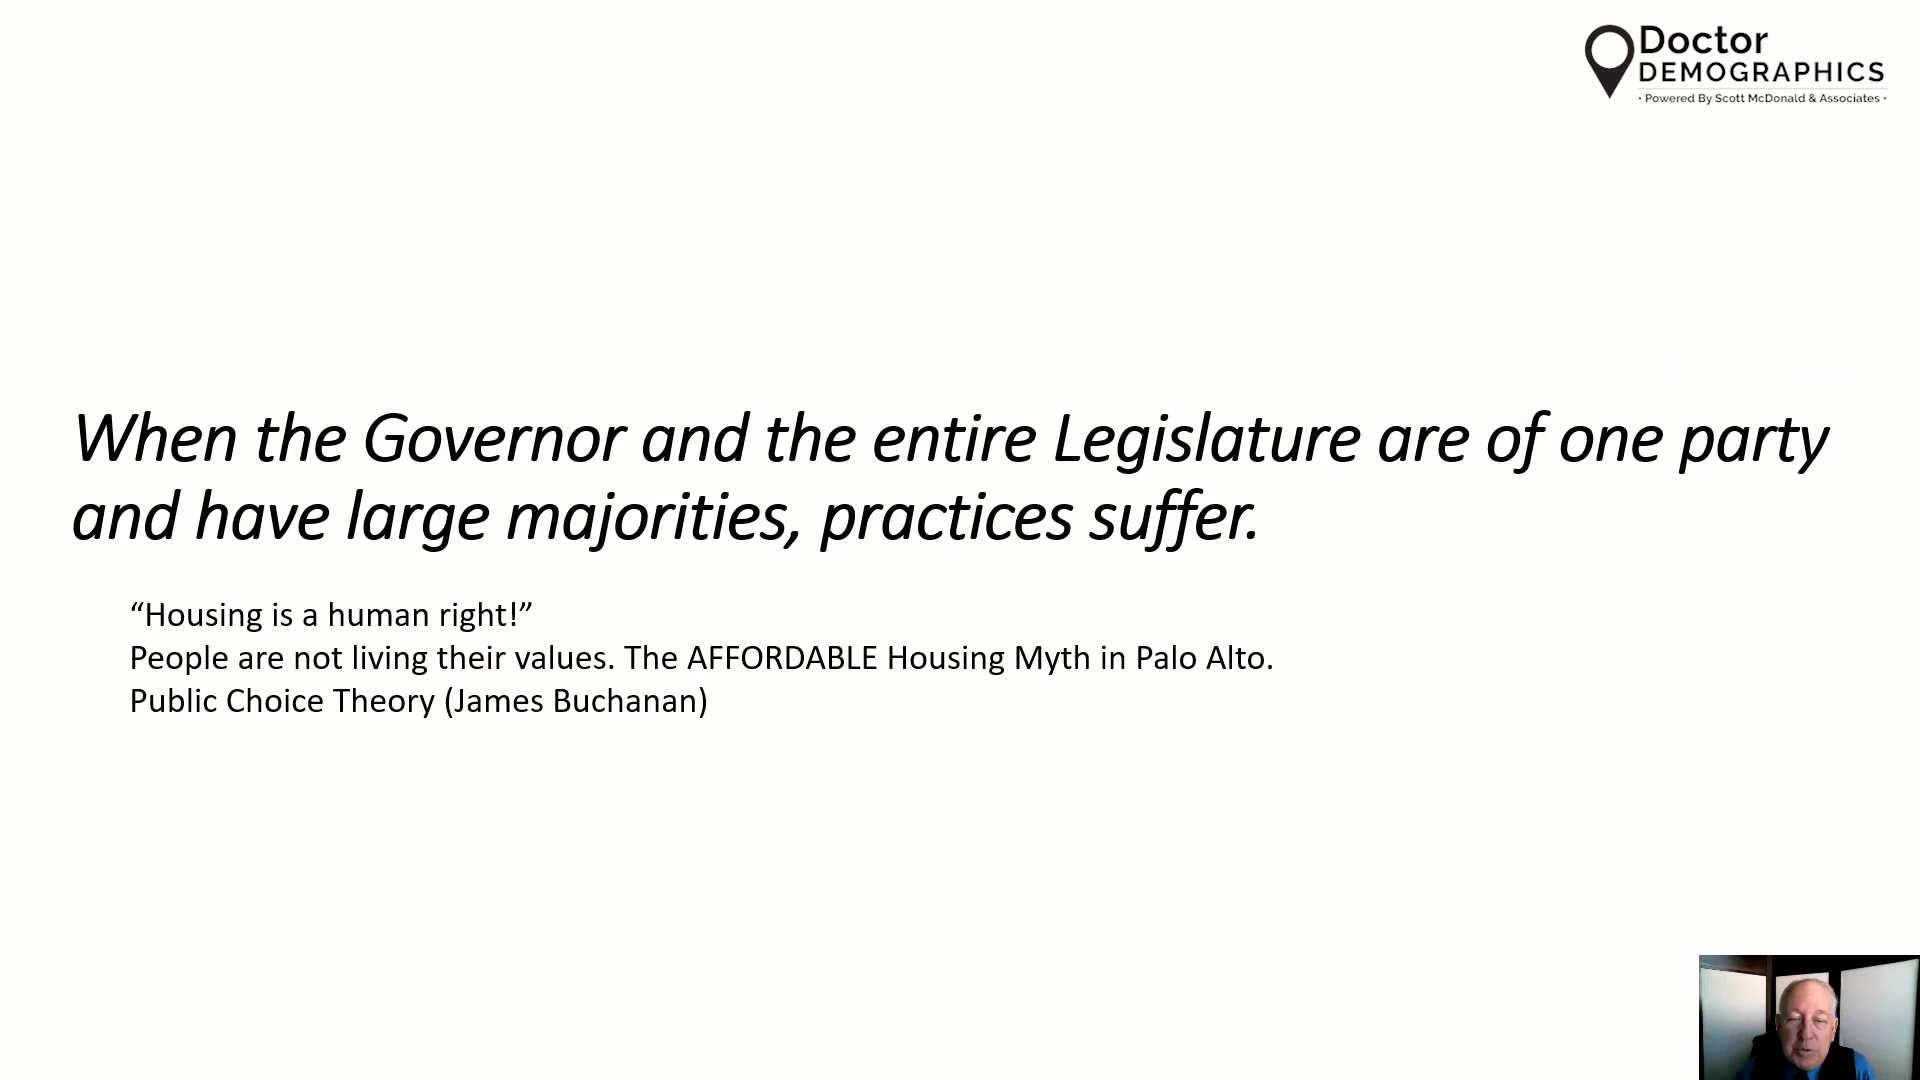 Doctor
DEMOGRAPHICS
· Powered By Scott McDonald & Associates ·
When the Governor and the entire Legislature are of one party
and have large majorities, practices suffer.
“Housing is a human right!”
People are not living their values. The AFFORDABLE Housing Myth in Palo Alto.
Public Choice Theory (James Buchanan)